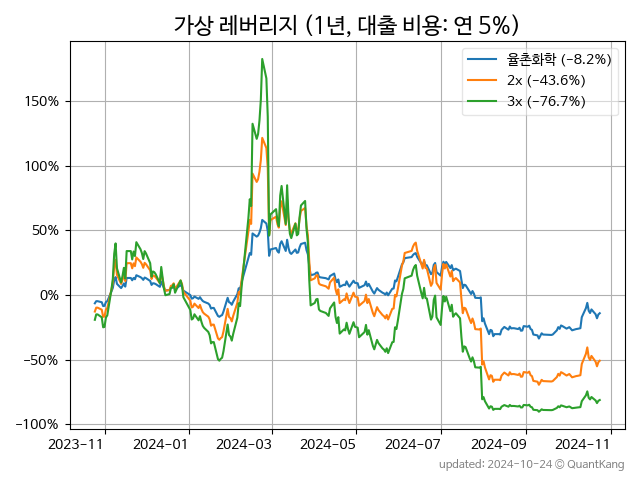 가상 레버리지 (1년, 대출 비용: 연 5%)
율촌화학 (−8.2%)
2x (−43.6%)
3x (−76.7%)
150%
100%
50%
0%
−50%
−100%
2023−11 2024−01 2024−03 2024−05 2024−07 2024−09 2024−11
updated: 2024-10-24 © QuantKang